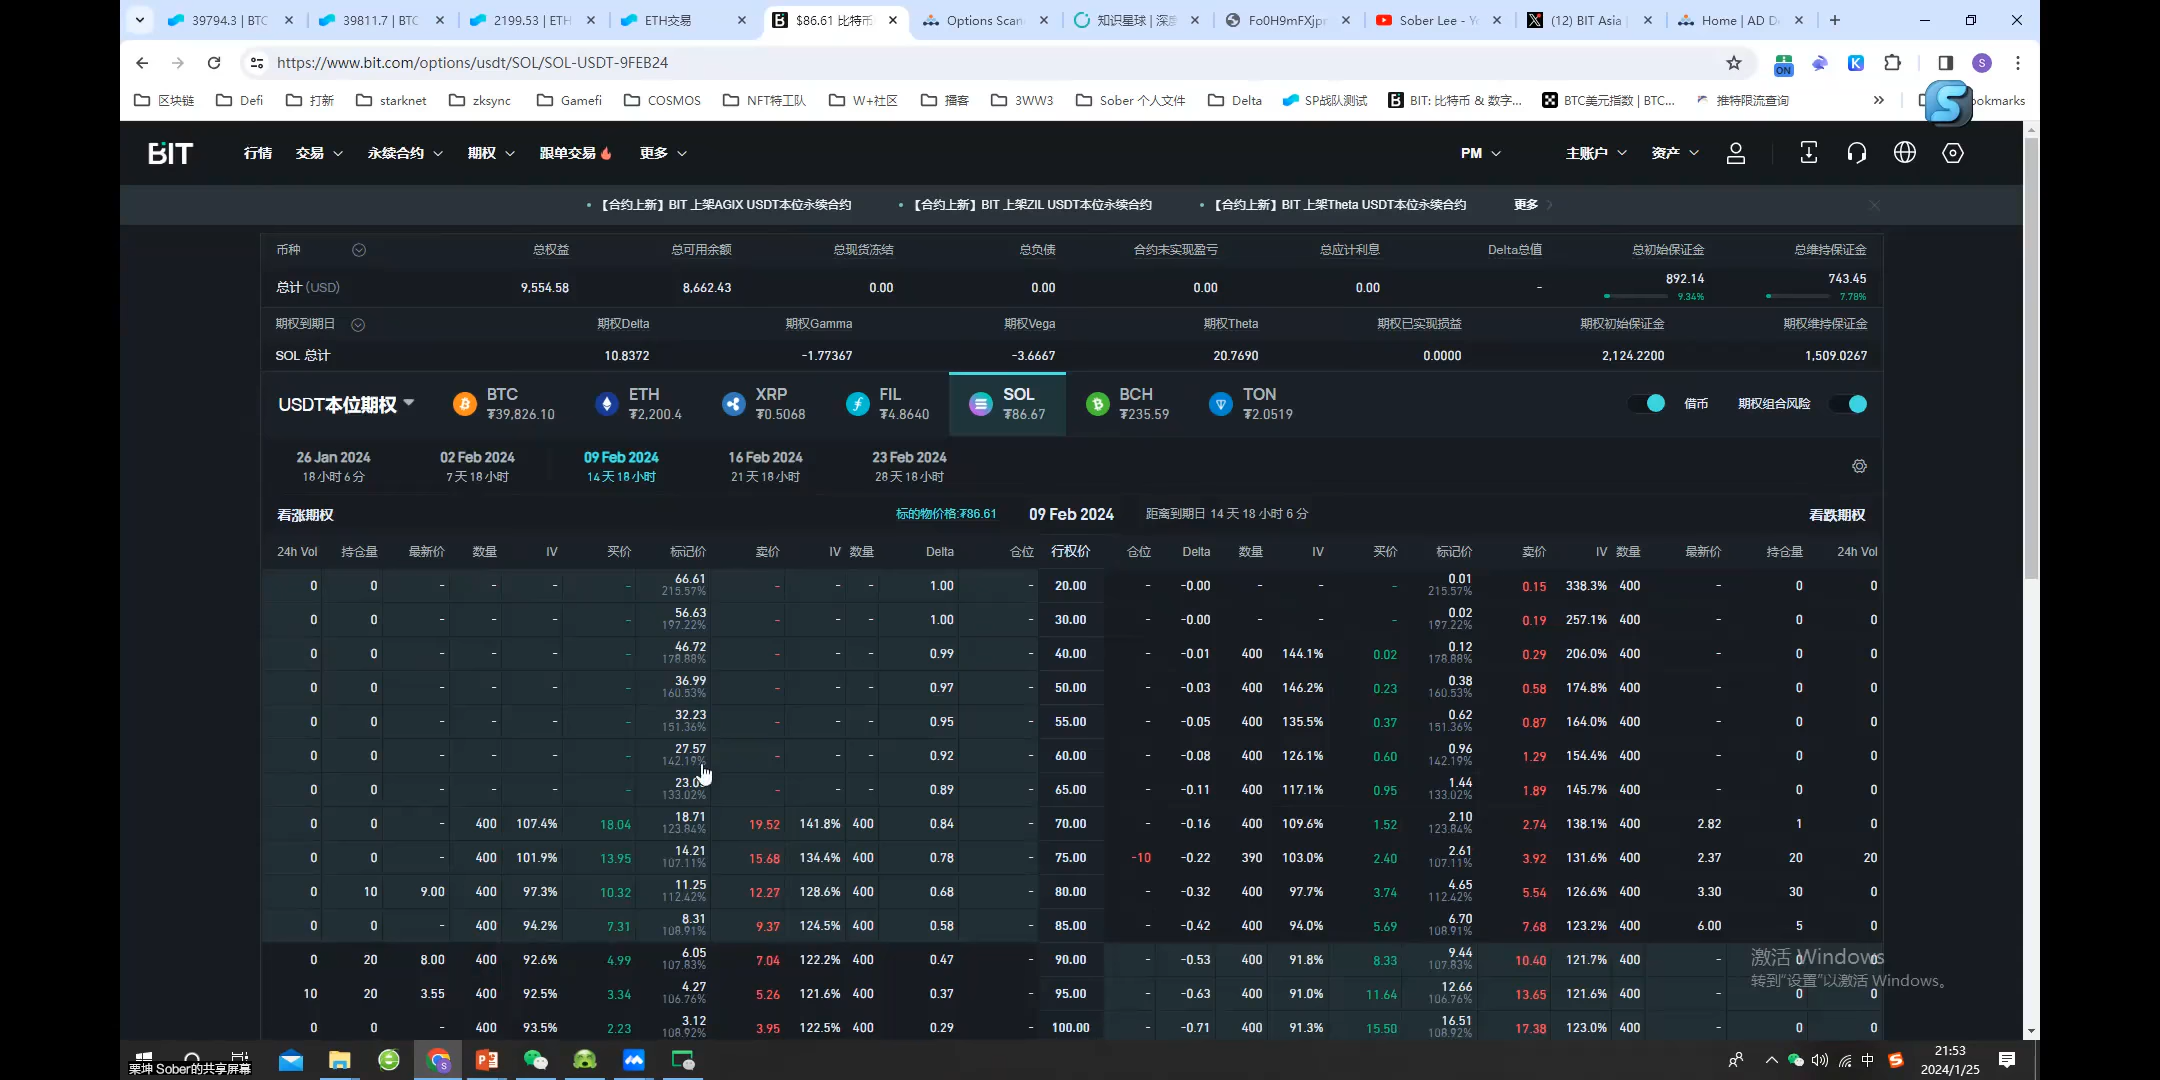 39794.3 | BTC
39811.7 | BTC
2199.53 | ETH
ETH交易
$86.61 比特币
Options Scan
知识星球 | 深度
Fo0H9mFXjpr
Sober Lee - Yo
(12) BIT Asia
Home | AD D
https://www.bit.com/options/usdt/SOL/SOL-USDT-9FEB24
ON
K
S
区块链 Defi 打新 starknet zksync Gamefi COSMOS NFT特工队 W+社区 播客 3WW3 Sober 个人文件 Delta SP战队测试 BIT: 比特币 & 数字... BTC美元指数 | BTC... 推特限流查询 » ookmarks
BIT 行情 交易 永续合约 期权 跟单交易 更多 PM 主账户 资产
• 【合约上新】BIT 上架AGIX USDT本位永续合约 • 【合约上新】BIT 上架ZIL USDT本位永续合约 • 【合约上新】BIT 上架Theta USDT本位永续合约 更多
币种 总权益 总可用余额 总现货冻结 总负债 合约未实现盈亏 总应计利息 Delta总值 总初始保证金 总维持保证金
总计 (USD) 9,554.58 8,662.43 0.00 0.00 0.00 0.00 - 892.14 743.45
9.34% 7.78%
期权到期日 期权Delta 期权Gamma 期权Vega 期权Theta 期权已实现损益 期权初始保证金 期权维持保证金
SOL 总计 10.8372 -1.77367 -3.6667 20.7690 0.0000 2,124.2200 1,509.0267
USDT本位期权 BTC ETH XRP FIL SOL BCH TON 借币 期权组合风险
₮39,826.10 ₮2,200.4 ₮0.5068 ₮4.8640 ₮86.67 ₮235.59 ₮2.0519
26 Jan 2024 02 Feb 2024 09 Feb 2024 16 Feb 2024 23 Feb 2024
18 小时 6 分 7 天 18 小时 14 天 18 小时 21 天 18 小时 28 天 18 小时
看涨期权 标的物价格:₮86.61 09 Feb 2024 距离到期日 14 天 18 小时 6 分 看跌期权
24h Vol 持仓量 最新价 数量 IV 买价 标记价 卖价 IV 数量 Delta 仓位 行权价 仓位 Delta 数量 IV 买价 标记价 卖价 IV 数量 最新价 持仓量 24h Vol
0 0 - - - - 66.61 - - - 1.00 - 20.00 - -0.00 - - - 0.01 0.15 338.3% 400 - 0 0
215.57% 215.57%
0 0 - - - - 56.63 - - - 1.00 - 30.00 - -0.00 - - - 0.02 0.19 257.1% 400 - 0 0
197.22% 197.22%
0 0 - - - - 46.72 - - - 0.99 - 40.00 - -0.01 400 144.1% 0.02 0.12 0.29 206.0% 400 - 0 0
178.88% 178.88%
0 0 - - - - 36.99 - - - 0.97 - 50.00 - -0.03 400 146.2% 0.23 0.38 0.58 174.8% 400 - 0 0
160.53% 160.53%
0 0 - - - - 32.23 - - - 0.95 - 55.00 - -0.05 400 135.5% 0.37 0.62 0.87 164.0% 400 - 0 0
151.36% 151.36%
0 0 - - - - 27.57 - - - 0.92 - 60.00 - -0.08 400 126.1% 0.60 0.96 1.29 154.4% 400 - 0 0
142.19% 142.19%
0 0 - - - - - - - 0.89 - 65.00 - -0.11 400 117.1% 0.95 1.44 1.89 145.7% 400 - 0 0
133.02% 133.02%
0 0 - 400 107.4% 18.04 18.71 19.52 141.8% 400 0.84 - 70.00 - -0.16 400 109.6% 1.52 2.10 2.74 138.1% 400 2.82 1 0
123.84% 123.84%
0 0 - 400 101.9% 13.95 14.21 15.68 134.4% 400 0.78 - 75.00 -10 -0.22 390 103.0% 2.40 2.61 3.92 131.6% 400 2.37 20 20
107.11% 107.11%
0 10 9.00 400 97.3% 10.32 11.25 12.27 128.6% 400 0.68 - 80.00 - -0.32 400 97.7% 3.74 4.65 5.54 126.6% 400 3.30 30 0
112.42% 112.42%
0 0 - 400 94.2% 7.31 8.31 9.37 124.5% 400 0.58 - 85.00 - -0.42 400 94.0% 5.69 6.70 7.68 123.2% 400 6.00 5 0
108.91% 108.91%
0 20 8.00 400 92.6% 4.99 6.05 7.04 122.2% 400 0.47 - 90.00 - -0.53 400 91.8% 8.33 9.44 10.40 121.7% 400 - 0 0
107.83% 107.83%
激活 Windows
转到"设置"以激活 Windows。
10 20 3.55 400 92.5% 3.34 4.27 5.26 121.6% 400 0.37 - 95.00 - -0.63 400 91.0% 11.64 12.66 13.65 121.6% 400 - 0 0
106.76% 106.76%
0 0 - 400 93.5% 2.23 3.12 3.95 122.5% 400 0.29 - 100.00 - -0.71 400 91.3% 15.50 16.51 17.38 123.0% 400 - 0 0
108.92% 108.92%
栗坤 Sober的共享屏幕
中
21:53
2024/1/25